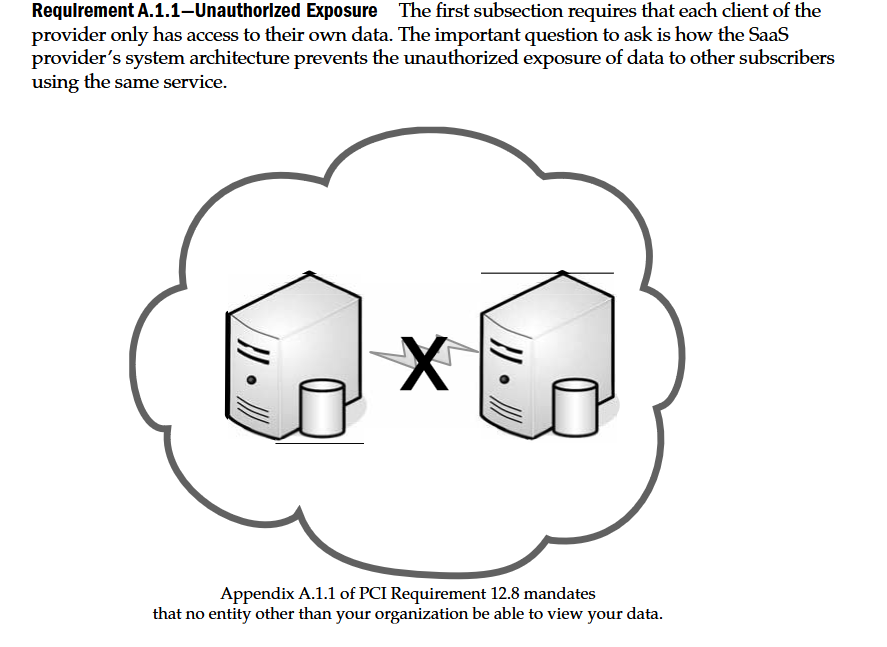 Requirement A.1.1—Unauthorized Exposure The first subsection requires that each client of the
provider only has access to their own data. The important question to ask is how the SaaS
provider’s system architecture prevents the unauthorized exposure of data to other subscribers
using the same service.
X
Appendix A.1.1 of PCI Requirement 12.8 mandates
that no entity other than your organization be able to view your data.